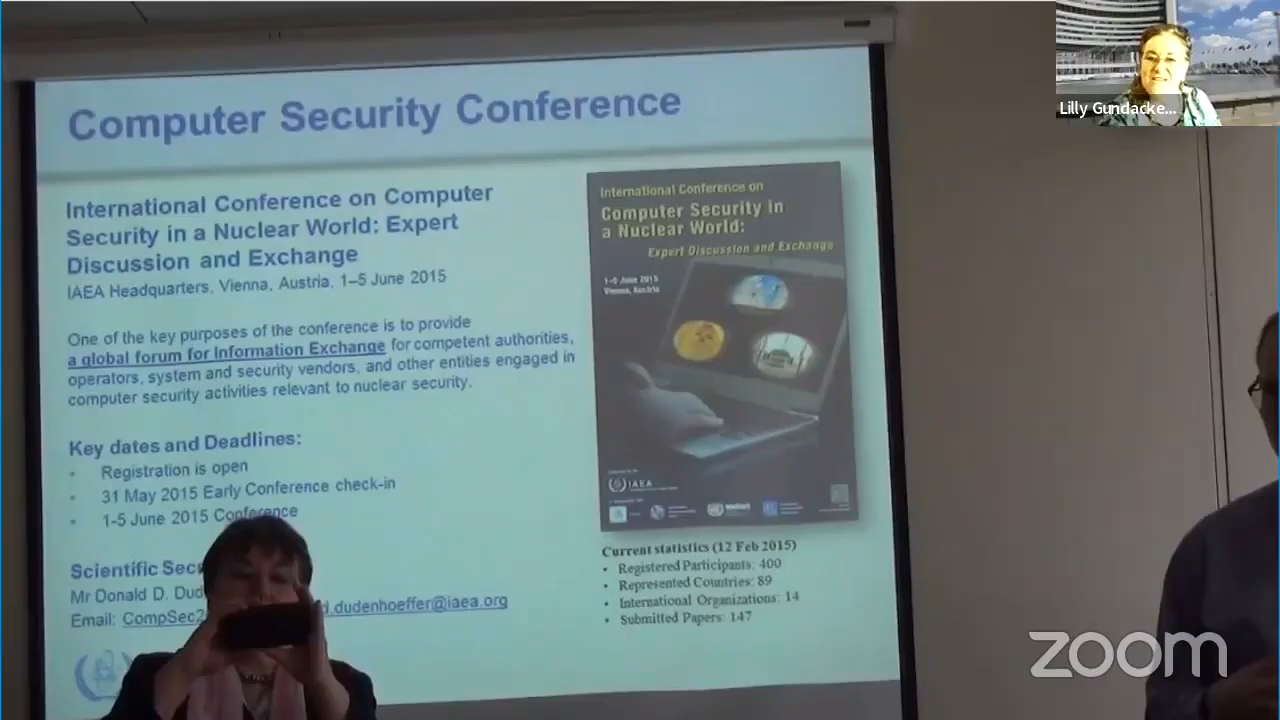 Computer Security Conference
International Conference on Computer
Security in a Nuclear World: Expert
Discussion and Exchange
IAEA Headquarters, Vienna, Austria, 1–5 June 2015
One of the key purposes of the conference is to provide
a global forum for Information Exchange for competent authorities,
operators, system and security vendors, and other entities engaged in
computer security activities relevant to nuclear security.
Key dates and Deadlines:
• Registration is open
• 31 May 2015 Early Conference check-in
• 1-5 June 2015 Conference
Scientific Sec
Mr Donald D. Dud
Email: CompSec2 d.dudenhoeffer@iaea.org
International Conference on
Computer Security in
a Nuclear World:
Expert Discussion and Exchange
1–5 June 2015
Vienna, Austria
IAEA
Current statistics (12 Feb 2015)
• Registered Participants: 400
• Represented Countries: 89
• International Organizations: 14
• Submitted Papers: 147
Lilly Gundacke...
zoom